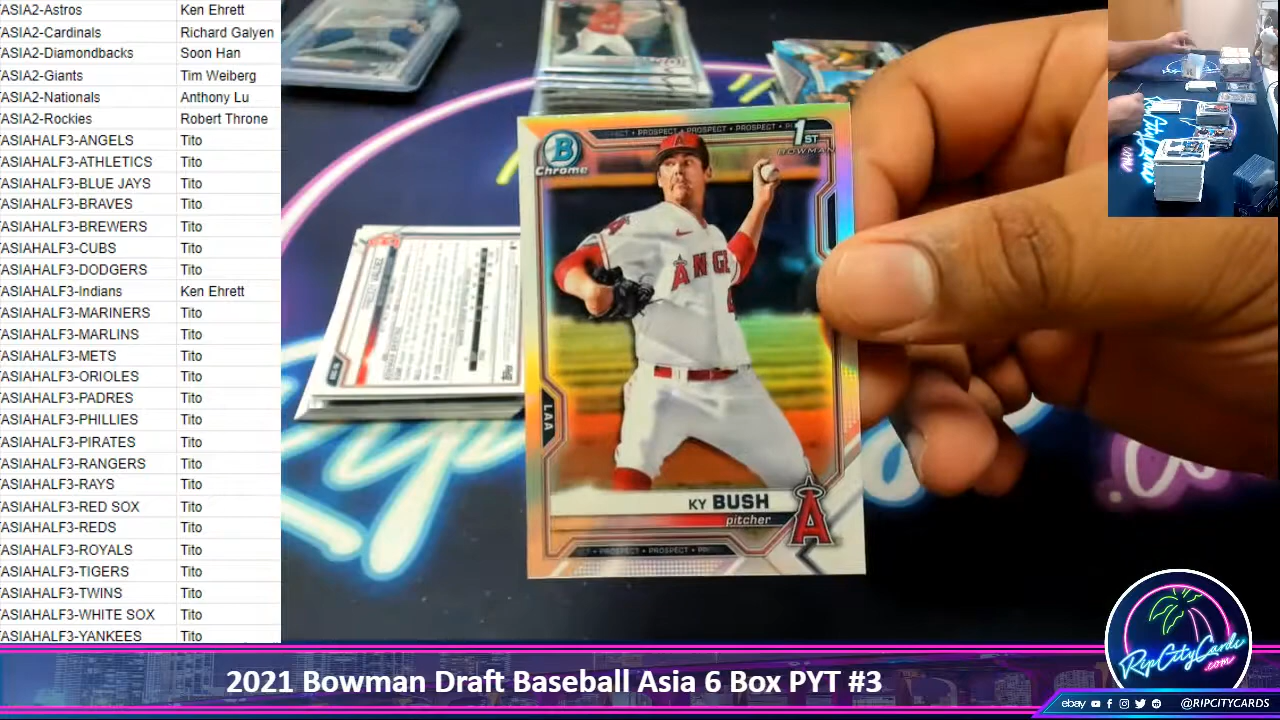 ASIA2-Astros Ken Ehrett
ASIA2-Cardinals Richard Galyen
ASIA2-Diamondbacks Soon Han
ASIA2-Giants Tim Weiberg
ASIA2-Nationals Anthony Lu
ASIA2-Rockies Robert Throne
ASIAHALF3-ANGELS Tito
ASIAHALF3-ATHLETICS Tito
ASIAHALF3-BLUE JAYS Tito
ASIAHALF3-BRAVES Tito
ASIAHALF3-BREWERS Tito
ASIAHALF3-CUBS Tito
ASIAHALF3-DODGERS Tito
ASIAHALF3-Indians Ken Ehrett
ASIAHALF3-MARINERS Tito
ASIAHALF3-MARLINS Tito
ASIAHALF3-METS Tito
ASIAHALF3-ORIOLES Tito
ASIAHALF3-PADRES Tito
ASIAHALF3-PHILLIES Tito
ASIAHALF3-PIRATES Tito
ASIAHALF3-RANGERS Tito
ASIAHALF3-RAYS Tito
ASIAHALF3-RED SOX Tito
ASIAHALF3-REDS Tito
ASIAHALF3-ROYALS Tito
ASIAHALF3-TIGERS Tito
ASIAHALF3-TWINS Tito
ASIAHALF3-WHITE SOX Tito
ASIAHALF3-YANKEES Tito
PROSPECT • PROSPECT • PROSPECT
1ST
BOWMAN
B
Chrome
ANGE
LAA
KY BUSH
pitcher
A
PROSPECT • PROSPECT
Topps
RipCityCards
.com
2021 Bowman Draft Baseball Asia 6 Box PYT #3
ebay @RIPCITYCARDS